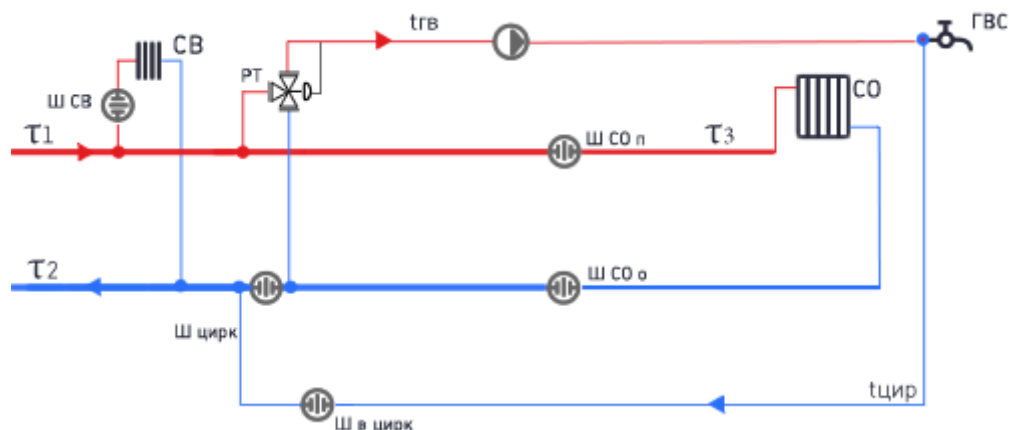 tгв
ГВС
СВ
РТ
СО
Ш СВ
τ1
Ш СО п
τ3
τ2
Ш СО о
Ш цирк
tцир
Ш в цирк